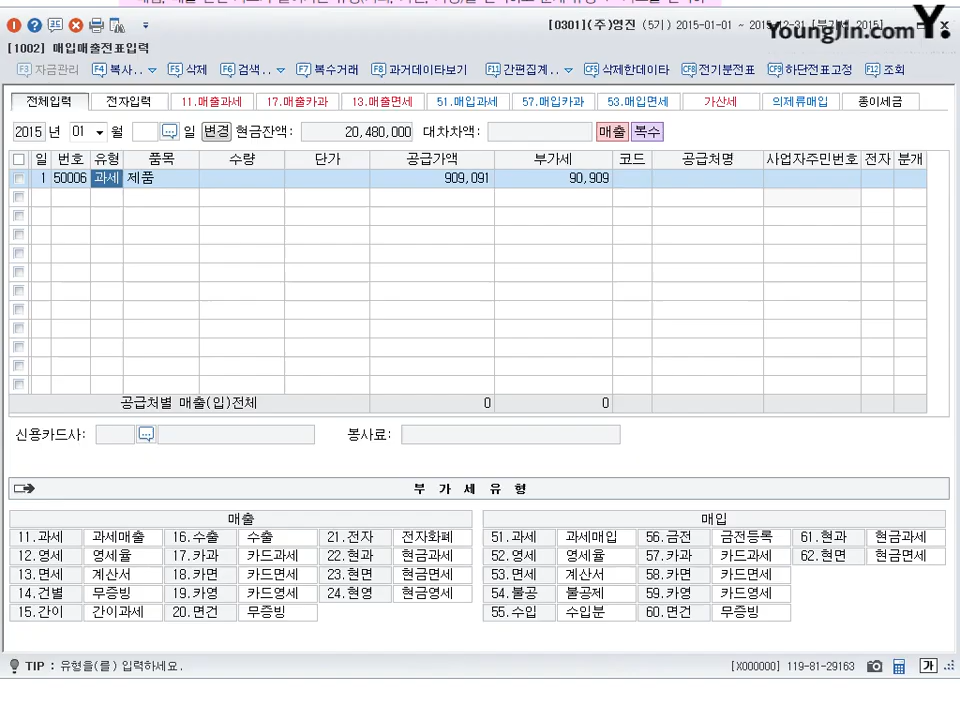 [0301](주)영진 (57기) 2015-01-01 ~ 2015-12-31 [부가세 2015]
YoungJin.com Y.
[1002] 매입매출전표입력
F3 자금관리 F4 복사.. F5 삭제 F6 검색.. F7 복수거래 F8 과거데이타보기 F11 간편집계.. CF5 삭제한데이타 CF8 전기분전표 CF9 하단전표고정 F12 조회
전체입력 전자입력 11.매출과세 17.매출카과 13.매출면세 51.매입과세 57.매입카과 53.매입면세 가산세 의제류매입 종이세금
2015 년 01 월 일 변경 현금잔액: 20,480,000 대차차액: 매출 복수
일 번호 유형 품목 수량 단가 공급가액 부가세 코드 공급처명 사업자주민번호 전자 분개
1 50006 과세 제품 909,091 90,909
공급처별 매출(입)전체 0 0
신용카드사: 봉사료:
부 가 세 유 형
매출 매입
11.과세 과세매출 16.수출 수출 21.전자 전자화폐 51.과세 과세매입 56.금전 금전등록 61.현과 현금과세
12.영세 영세율 17.카과 카드과세 22.현과 현금과세 52.영세 영세율 57.카과 카드과세 62.현면 현금면세
13.면세 계산서 18.카면 카드면세 23.현면 현금면세 53.면세 계산서 58.카면 카드면세
14.건별 무증빙 19.카영 카드영세 24.현영 현금영세 54.불공 불공제 59.카영 카드영세
15.간이 간이과세 20.면건 무증빙 55.수입 수입분 60.면건 무증빙
TIP : 유형을(를) 입력하세요. [X000000] 119-81-29163 가